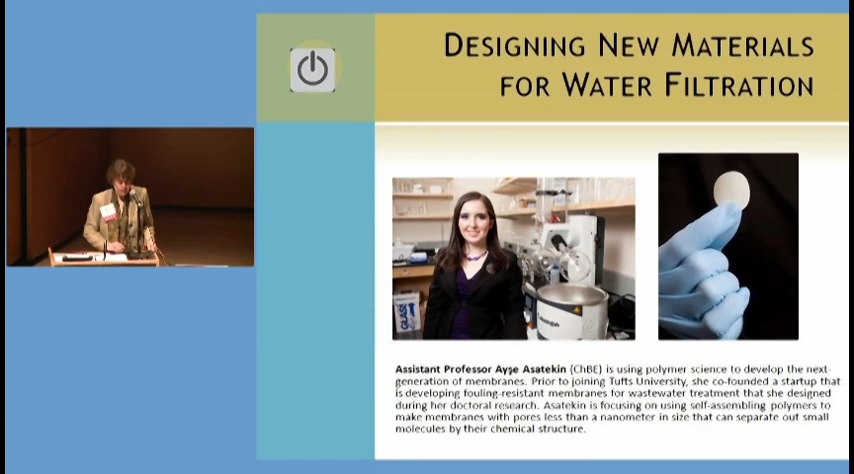 DESIGNING NEW MATERIALS
FOR WATER FILTRATION
GLASS
Assistant Professor Ayşe Asatekin (ChBE) is using polymer science to develop the next-
generation of membranes. Prior to joining Tufts University, she co-founded a startup that
is developing fouling-resistant membranes for wastewater treatment that she designed
during her doctoral research. Asatekin is focusing on using self-assembling polymers to
make membranes with pores less than a nanometer in size that can separate out small
molecules by their chemical structure.